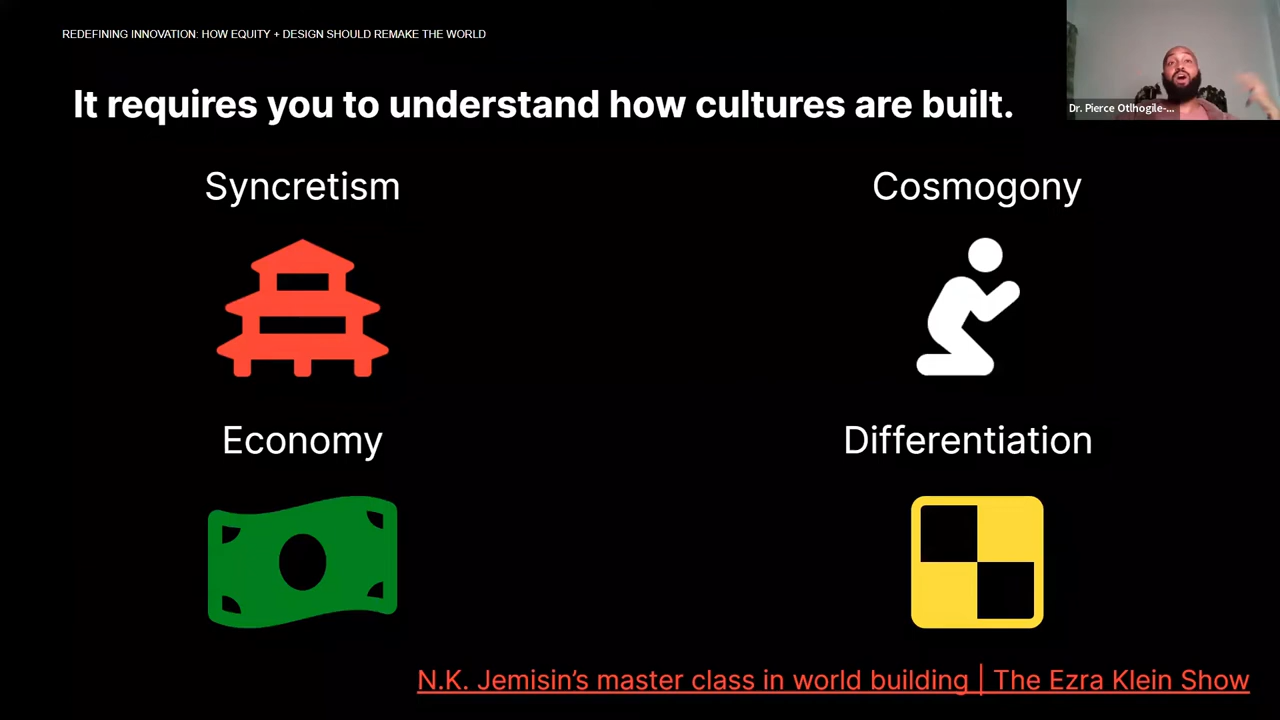 REDEFINING INNOVATION: HOW EQUITY + DESIGN SHOULD REMAKE THE WORLD
It requires you to understand how cultures are built.
Dr. Pierce Otlhogile-...
Syncretism
Cosmogony
Economy
Differentiation
N.K. Jemisin’s master class in world building | The Ezra Klein Show